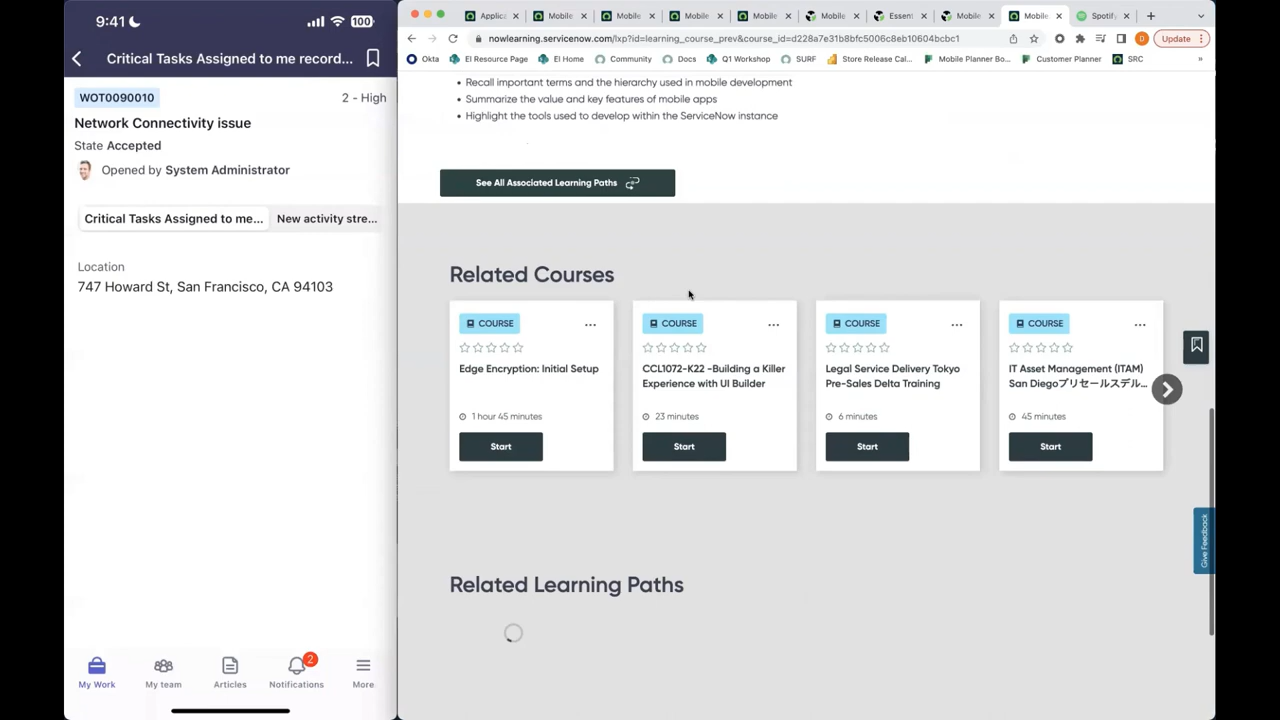 9:41
100
Critical Tasks Assigned to me record...
WOT0090010
2 - High
Network Connectivity issue
State Accepted
Opened by System Administrator
Critical Tasks Assigned to me...
New activity stre...
Location
747 Howard St, San Francisco, CA 94103
My Work
My team
Articles
2
Notifications
More
Applica
Mobile
Mobile
Mobile
Mobile
Mobile
Essent
Mobile
Mobile
Spotify
nowlearning.servicenow.com/lxp?id=learning_course_prev&course_id=d228a7e31b8bfc5006c8eb10604bcbc1
D
Update
Okta
EI Resource Page
EI Home
Community
Docs
Q1 Workshop
SURF
Store Release Cal...
Mobile Planner Bo...
Customer Planner
SRC
»
• Recall important terms and the hierarchy used in mobile development
• Summarize the value and key features of mobile apps
• Highlight the tools used to develop within the ServiceNow instance
See All Associated Learning Paths
Related Courses
COURSE
...
Edge Encryption: Initial Setup
1 hour 45 minutes
Start
COURSE
...
CCL1072-K22 -Building a Killer
Experience with UI Builder
23 minutes
Start
COURSE
...
Legal Service Delivery Tokyo
Pre-Sales Delta Training
6 minutes
Start
COURSE
...
IT Asset Management (ITAM)
San Diegoプリセールスデル...
45 minutes
Start
Give Feedback
Related Learning Paths